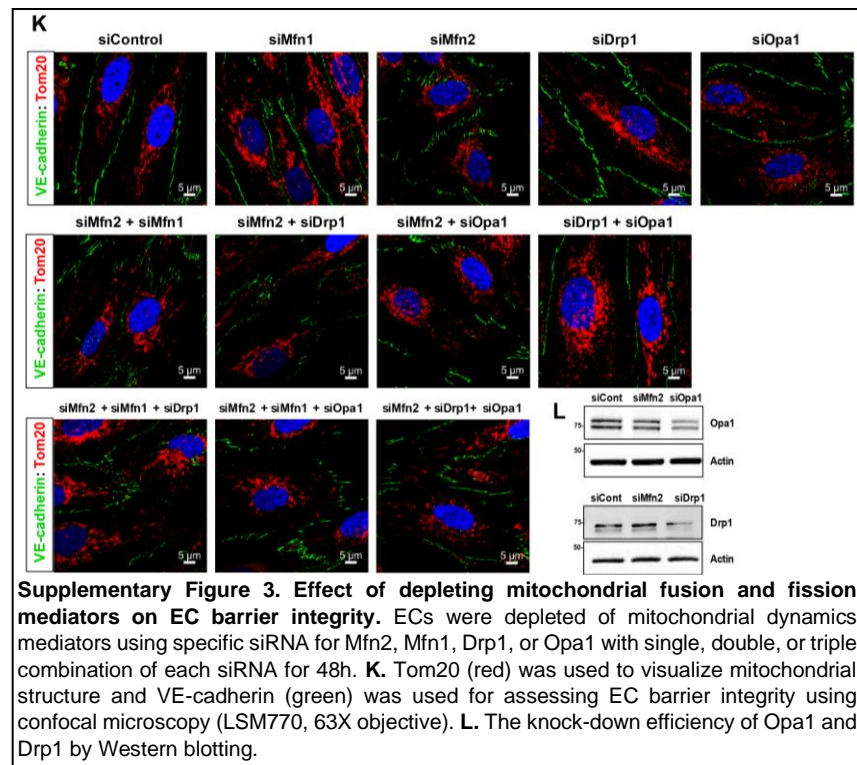 K
siControl siMfn1 siMfn2 siDrp1 siOpa1
VE-cadherin: Tom20
5 µm 5 µm 5 µm 5 µm 5 µm
siMfn2 + siMfn1 siMfn2 + siDrp1 siMfn2 + siOpa1 siDrp1 + siOpa1
VE-cadherin: Tom20
5 µm 5 µm 5 µm 5 µm
siMfn2 + siMfn1 + siDrp1 siMfn2 + siMfn1 + siOpa1 siMfn2 + siDrp1+ siOpa1
VE-cadherin: Tom20
5 µm 5 µm 5 µm
L
siCont siMfn2 siOpa1
75 Opa1
50 Actin
siCont siMfn2 siDrp1
75 Drp1
50 Actin
Supplementary Figure 3. Effect of depleting mitochondrial fusion and fission
mediators on EC barrier integrity. ECs were depleted of mitochondrial dynamics
mediators using specific siRNA for Mfn2, Mfn1, Drp1, or Opa1 with single, double, or triple
combination of each siRNA for 48h. K. Tom20 (red) was used to visualize mitochondrial
structure and VE-cadherin (green) was used for assessing EC barrier integrity using
confocal microscopy (LSM770, 63X objective). L. The knock-down efficiency of Opa1 and
Drp1 by Western blotting.